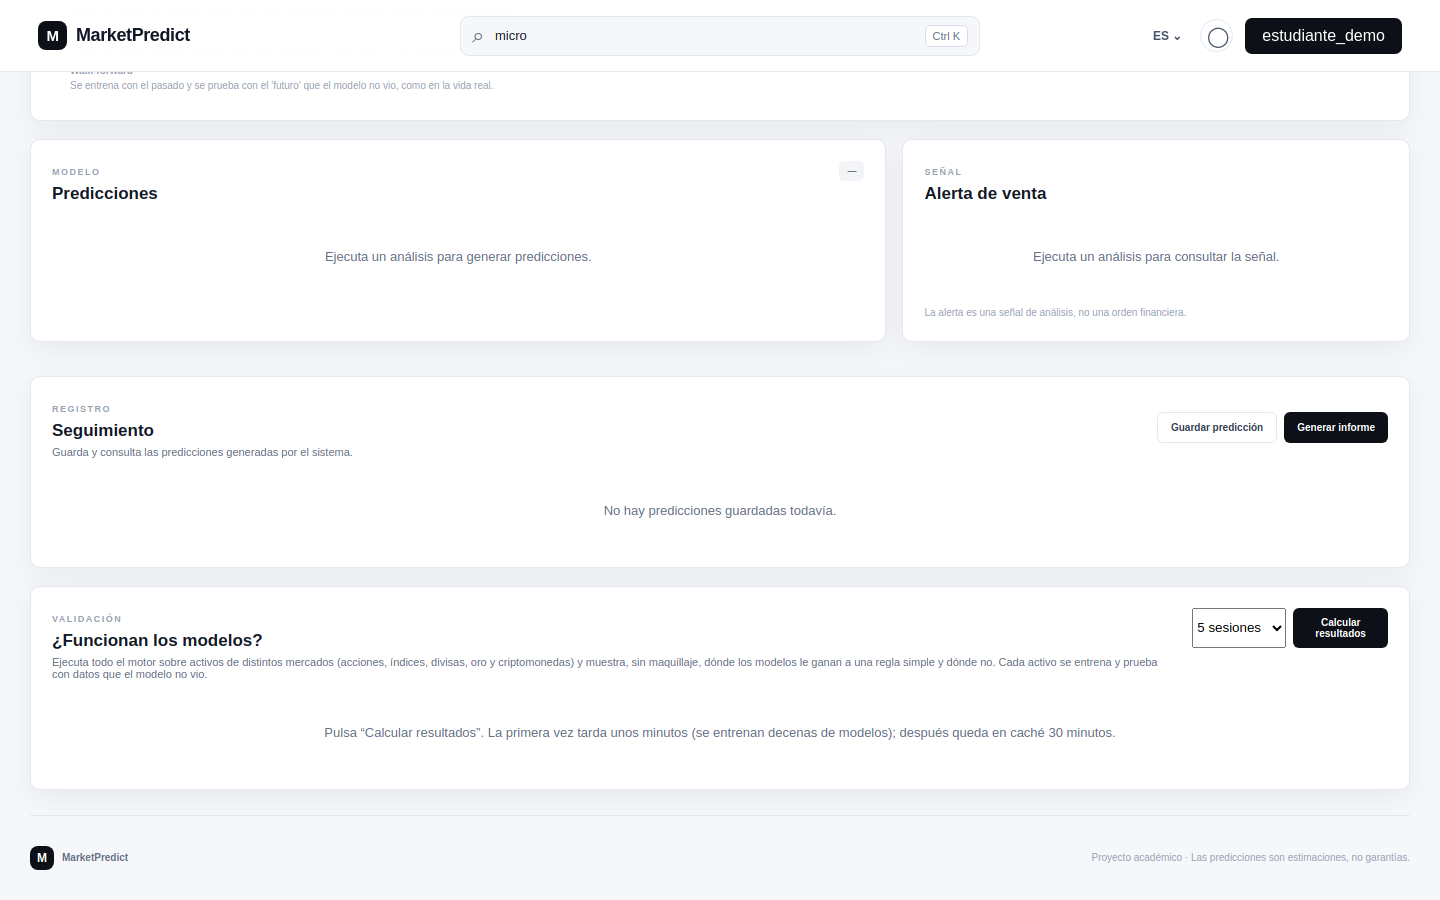 M MarketPredict
micro
Ctrl K
ES
estudiante_demo
Walk-forward
Se entrena con el pasado y se prueba con el 'futuro' que el modelo no vio, como en la vida real.
MODELO
Predicciones
—
Ejecuta un análisis para generar predicciones.
SEÑAL
Alerta de venta
Ejecuta un análisis para consultar la señal.
La alerta es una señal de análisis, no una orden financiera.
REGISTRO
Seguimiento
Guarda y consulta las predicciones generadas por el sistema.
Guardar predicción
Generar informe
No hay predicciones guardadas todavía.
VALIDACIÓN
¿Funcionan los modelos?
Ejecuta todo el motor sobre activos de distintos mercados (acciones, índices, divisas, oro y criptomonedas) y muestra, sin maquillaje, dónde los modelos le ganan a una regla simple y dónde no. Cada activo se entrena y prueba
con datos que el modelo no vio.
5 sesiones
Calcular
resultados
Pulsa “Calcular resultados”. La primera vez tarda unos minutos (se entrenan decenas de modelos); después queda en caché 30 minutos.
M MarketPredict
Proyecto académico · Las predicciones son estimaciones, no garantías.